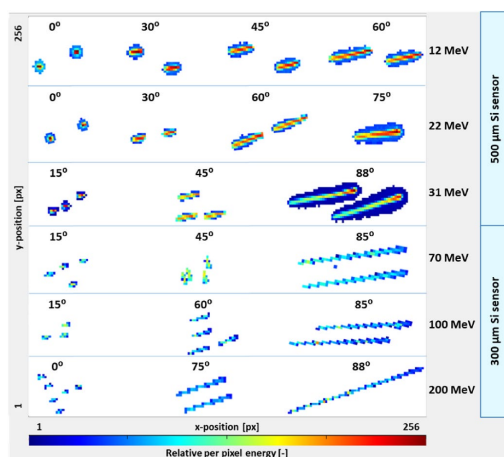 256
0° 30° 45° 60°
12 MeV
0° 30° 60° 75°
22 MeV
500 µm Si sensor
15° 45° 88°
31 MeV
y-position [px]
15° 45° 85°
70 MeV
15° 60° 85°
100 MeV
300 µm Si sensor
0° 75° 88°
200 MeV
1
1 x-position [px] 256
Relative per pixel energy [-]